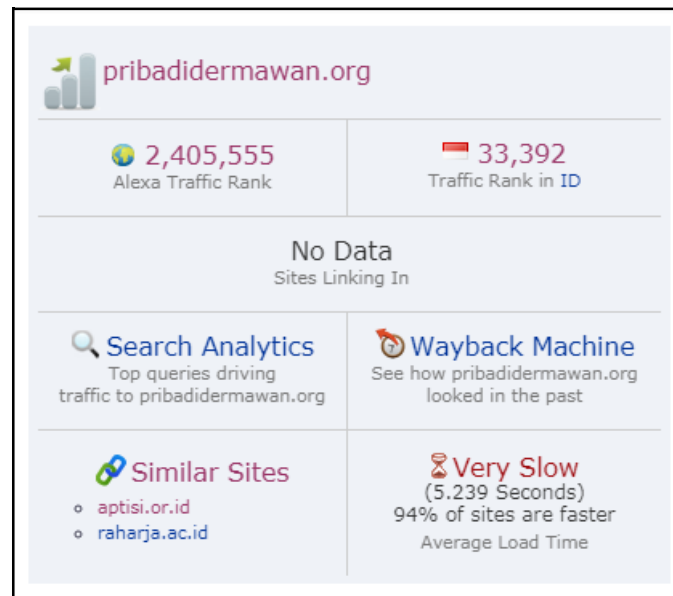 pribadidermawan.org
2,405,555
Alexa Traffic Rank
33,392
Traffic Rank in ID
No Data
Sites Linking In
Search Analytics
Top queries driving
traffic to pribadidermawan.org
Wayback Machine
See how pribadidermawan.org
looked in the past
Similar Sites
aptisi.or.id
raharja.ac.id
Very Slow
(5.239 Seconds)
94% of sites are faster
Average Load Time